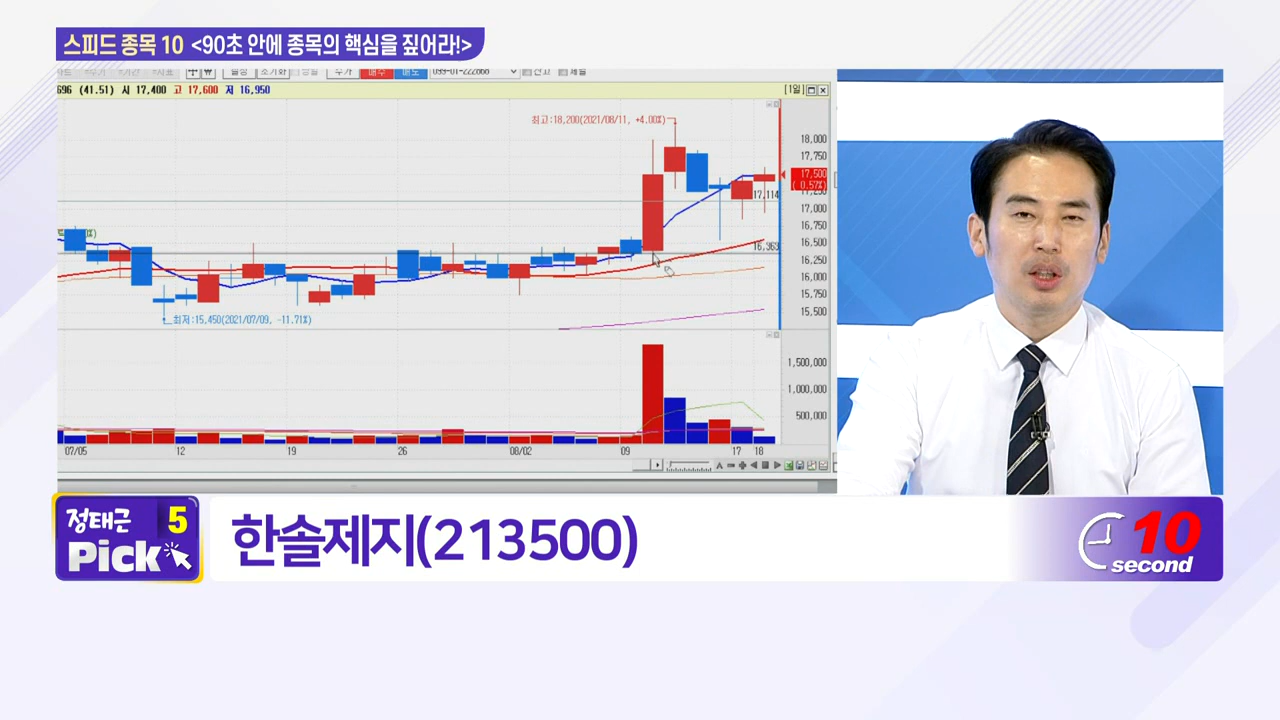 스피드 종목 10 <90초 안에 종목의 핵심을 짚어라!>
696 (41.51) 시 17,400 고 17,600 저 16,950
[1일]
최고:18,200(2021/08/11, +4.00%)
18,000
17,750
17,500
( 0.57%)
17,250
17,114
17,000
16,750
16,500
16,363
16,250
16,000
15,750
15,500
최저:15,450(2021/07/09, -11.71%)
1,500,000
1,000,000
500,000
07/05 12 19 26 08/02 09 17 18
정태근 5
Pick
한솔제지(213500)
10
second